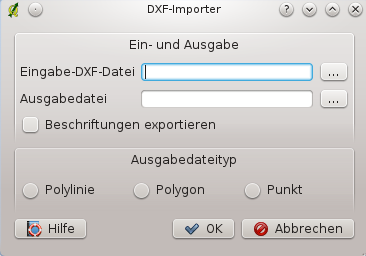 DXF-Importer
Ein- und Ausgabe
Eingabe-DXF-Datei ...
Ausgabedatei ...
Beschriftungen exportieren
Ausgabedateityp
Polylinie Polygon Punkt
Hilfe OK Abbrechen